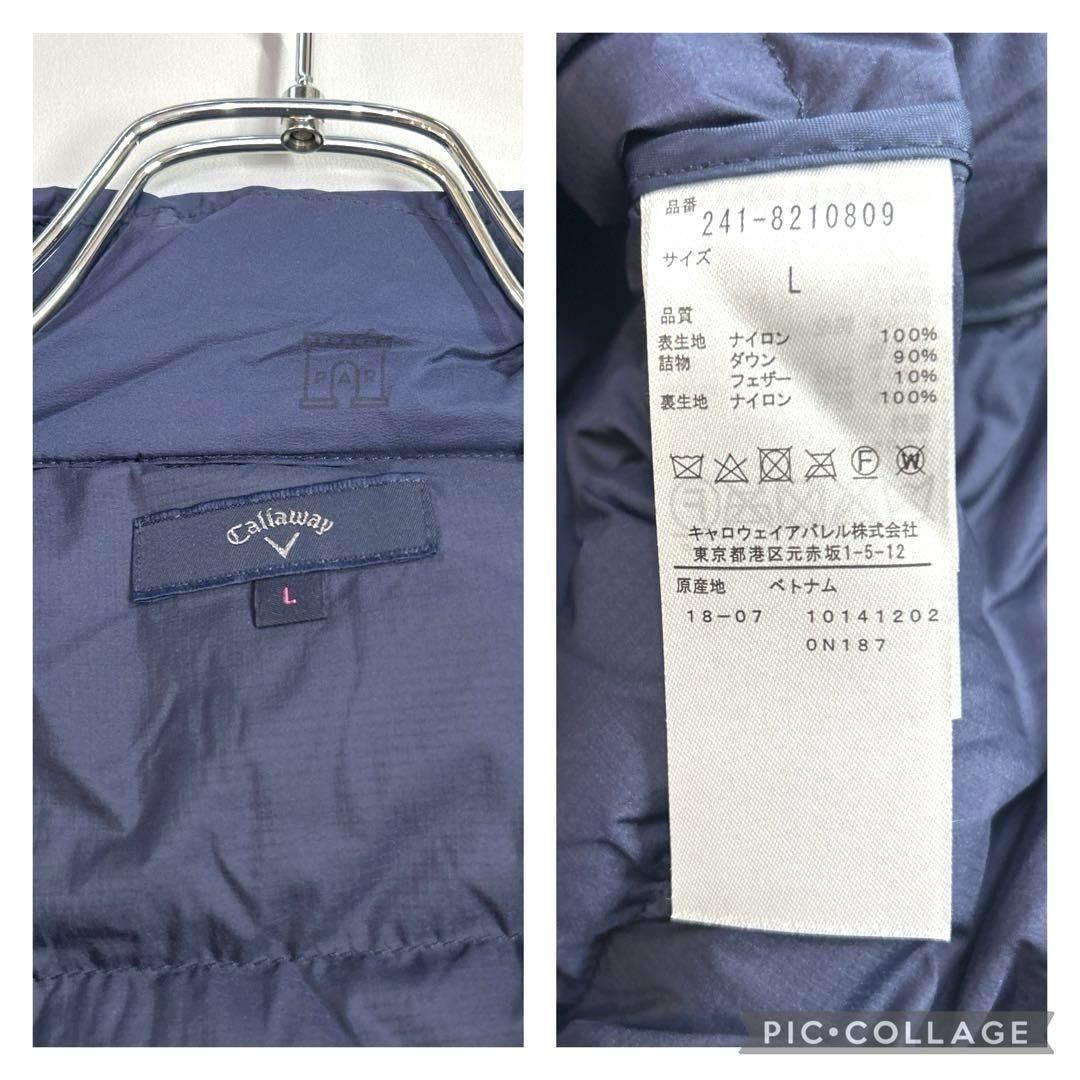 PAR
Callaway
L
品番 241-8210809
サイズ
L
品質
表生地 ナイロン 100%
詰物 ダウン 90%
フェザー 10%
裏生地 ナイロン 100%
F W
キャロウェイアパレル株式会社
東京都港区元赤坂1-5-12
原産地 ベトナム
18-07 10141202
0N187
PIC•COLLAGE